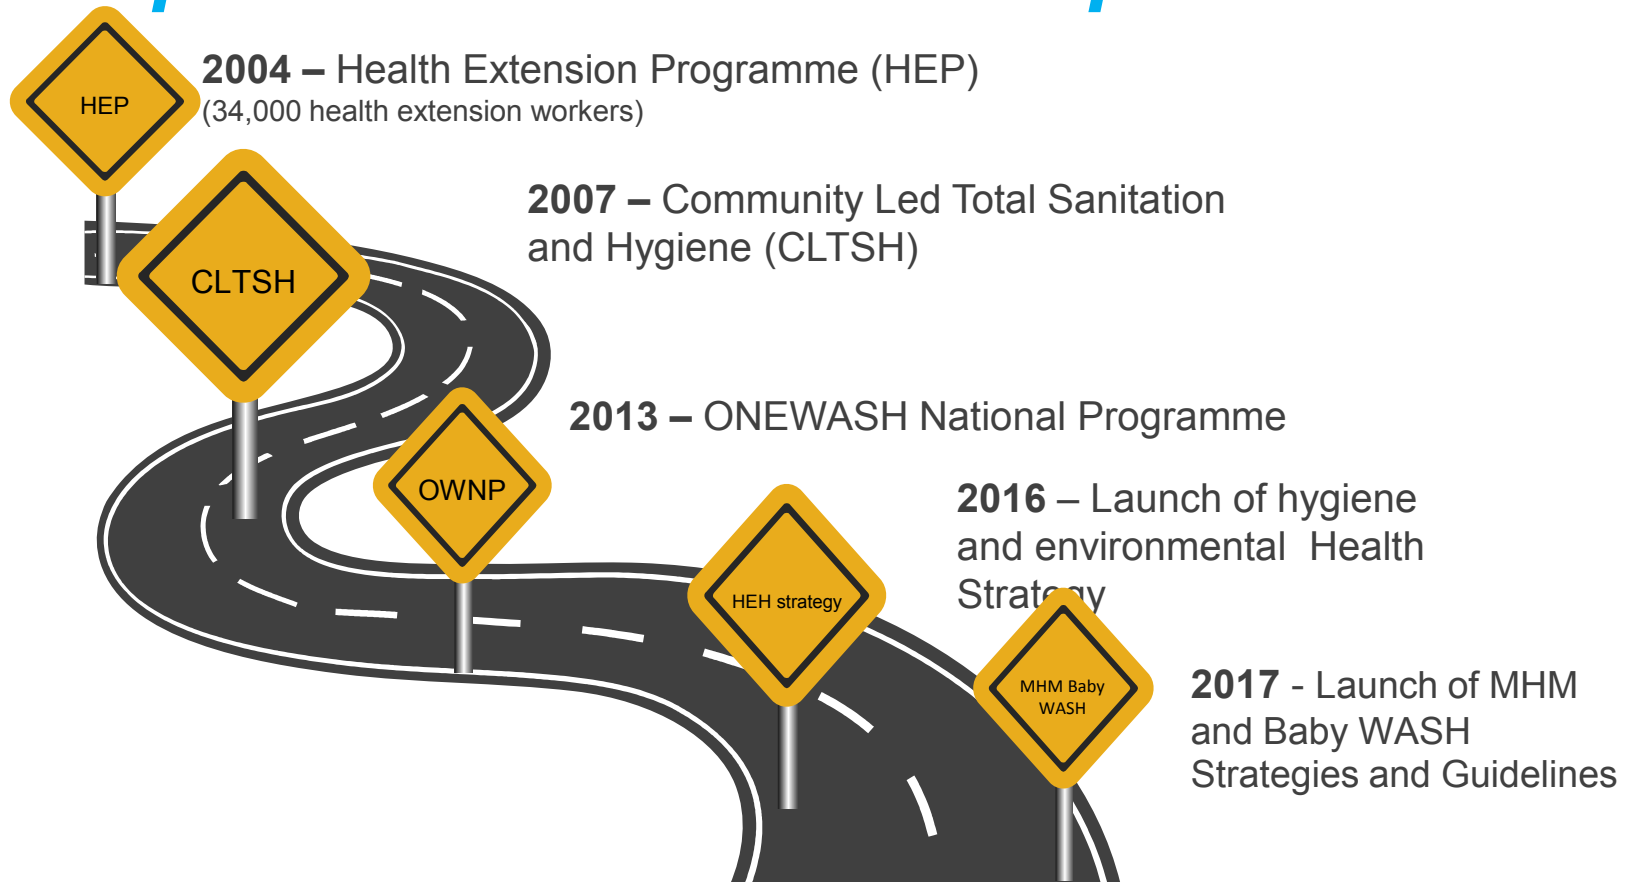 HEP
2004 – Health Extension Programme (HEP)
(34,000 health extension workers)
CLTSH
2007 – Community Led Total Sanitation
and Hygiene (CLTSH)
OWNP
2013 – ONEWASH National Programme
HEH strategy
2016 – Launch of hygiene
and environmental  Health
Strategy
MHM Baby
WASH
2017 - Launch of MHM
and Baby WASH
Strategies and Guidelines